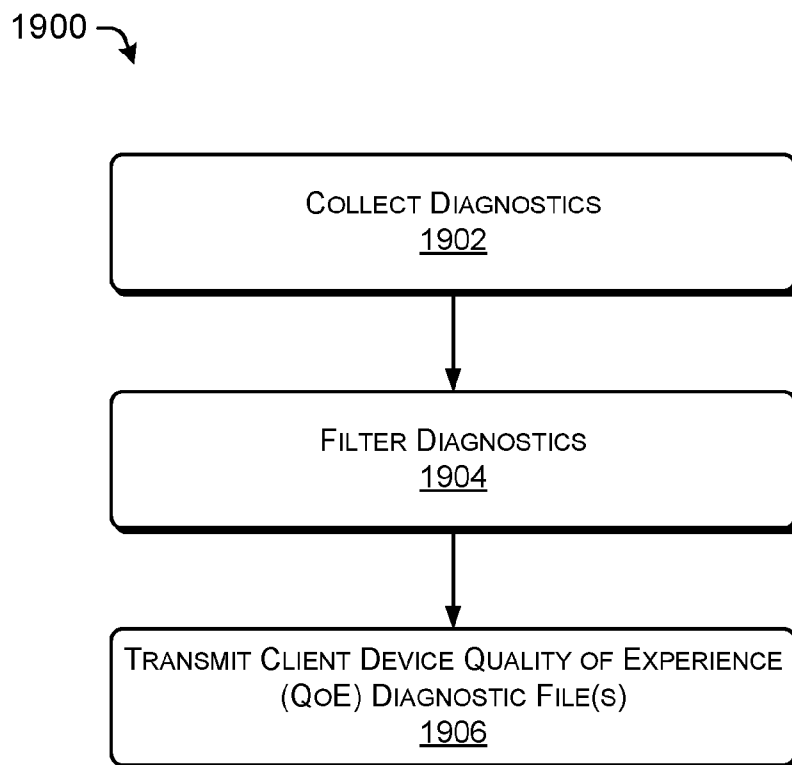 1900
COLLECT DIAGNOSTICS
1902
FILTER DIAGNOSTICS
1904
TRANSMIT CLIENT DEVICE QUALITY OF EXPERIENCE
(QOE) DIAGNOSTIC FILE(S)
1906